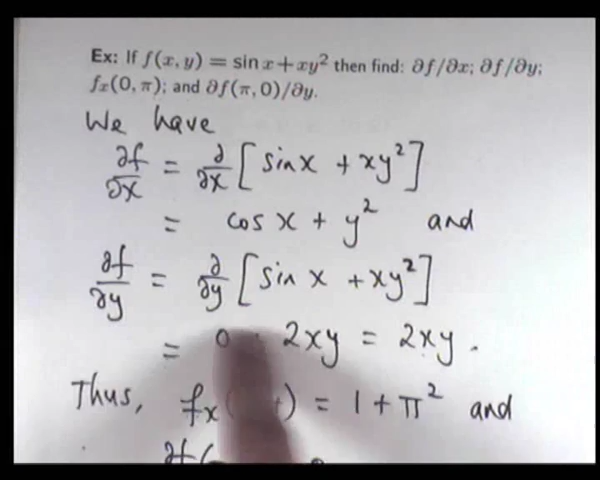 Ex: If f(x, y) = sin x + xy² then find: ∂f/∂x; ∂f/∂y;
fx(0, π); and ∂f(π, 0)/∂y.
We have
∂f/∂x = ∂/∂x [ sin x + xy² ]
= cos x + y² and
∂f/∂y = ∂/∂y [ sin x + xy² ]
= 0 2xy = 2xy .
Thus, fx( ) = 1 + π² and
∂f(